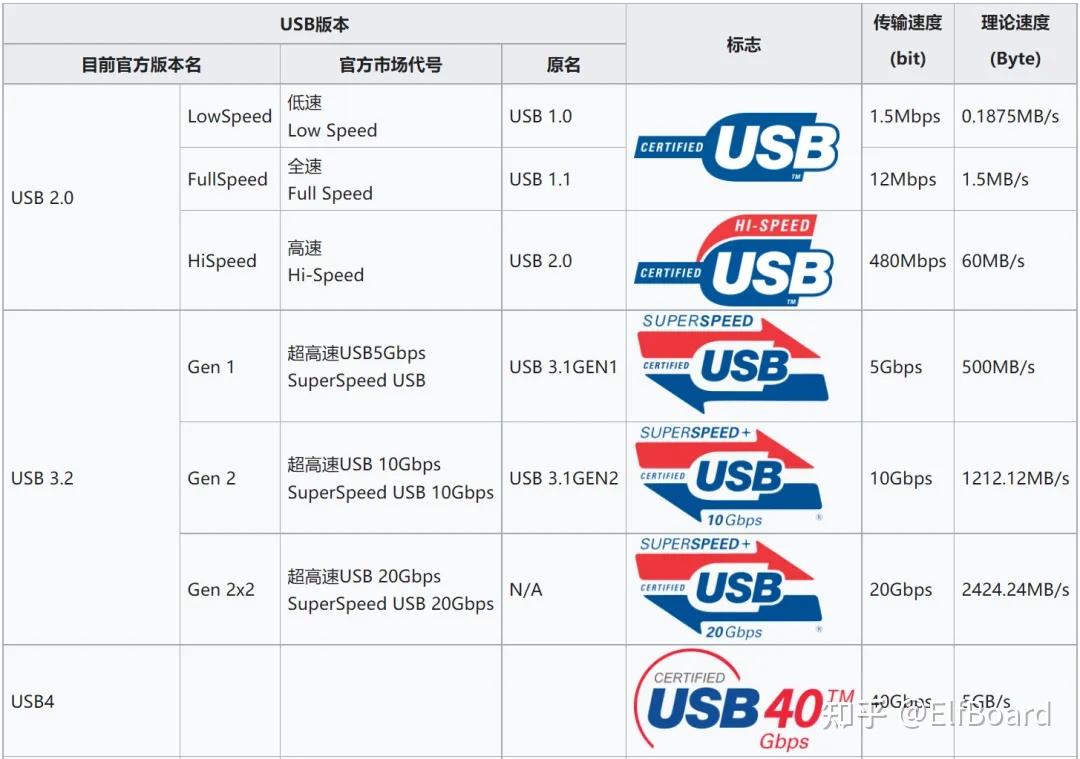 USB版本
标志
传输速度
(bit)
理论速度
(Byte)
目前官方版本名
官方市场代号
原名
USB 2.0
LowSpeed
低速
Low Speed
USB 1.0
CERTIFIED USB TM
1.5Mbps
0.1875MB/s
FullSpeed
全速
Full Speed
USB 1.1
12Mbps
1.5MB/s
HiSpeed
高速
Hi-Speed
USB 2.0
HI-SPEED
CERTIFIED USB TM
480Mbps
60MB/s
USB 3.2
Gen 1
超高速USB5Gbps
SuperSpeed USB
USB 3.1GEN1
SUPERSPEED
CERTIFIED USB
5Gbps
500MB/s
Gen 2
超高速USB 10Gbps
SuperSpeed USB 10Gbps
USB 3.1GEN2
SUPERSPEED+
CERTIFIED USB
10Gbps ®
10Gbps
1212.12MB/s
Gen 2x2
超高速USB 20Gbps
SuperSpeed USB 20Gbps
N/A
SUPERSPEED+
CERTIFIED USB
20Gbps ®
20Gbps
2424.24MB/s
USB4
CERTIFIED
USB 40 TM
Gbps
40Gbps
5GB/s
知乎 @ElfBoard